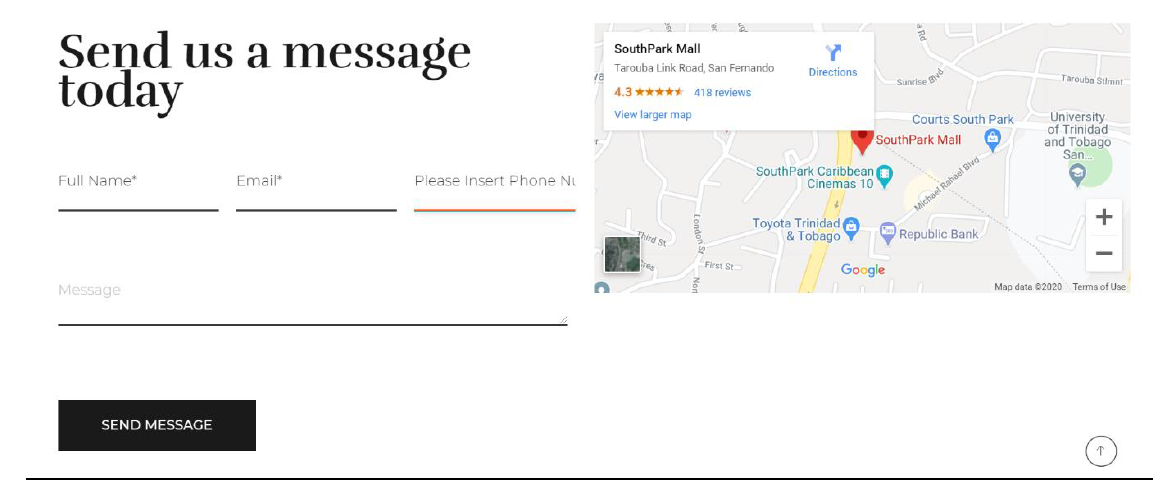 Send us a message
today
Full Name*
Email*
Please Insert Phone Nu
Message
SEND MESSAGE
SouthPark Mall
Tarouba Link Road, San Fernando
4.3
418 reviews
View larger map
Directions
Sunrise Blvd
Tarouba Stlmnt
Courts South Park
University
of Trinidad
and Tobago
San...
SouthPark Mall
SouthPark Caribbean
Cinemas 10
Michael Rahael Blvd
Toyota Trinidad
& Tobago
Republic Bank
Third St
London St
First St
Google
Map data ©2020
Terms of Use